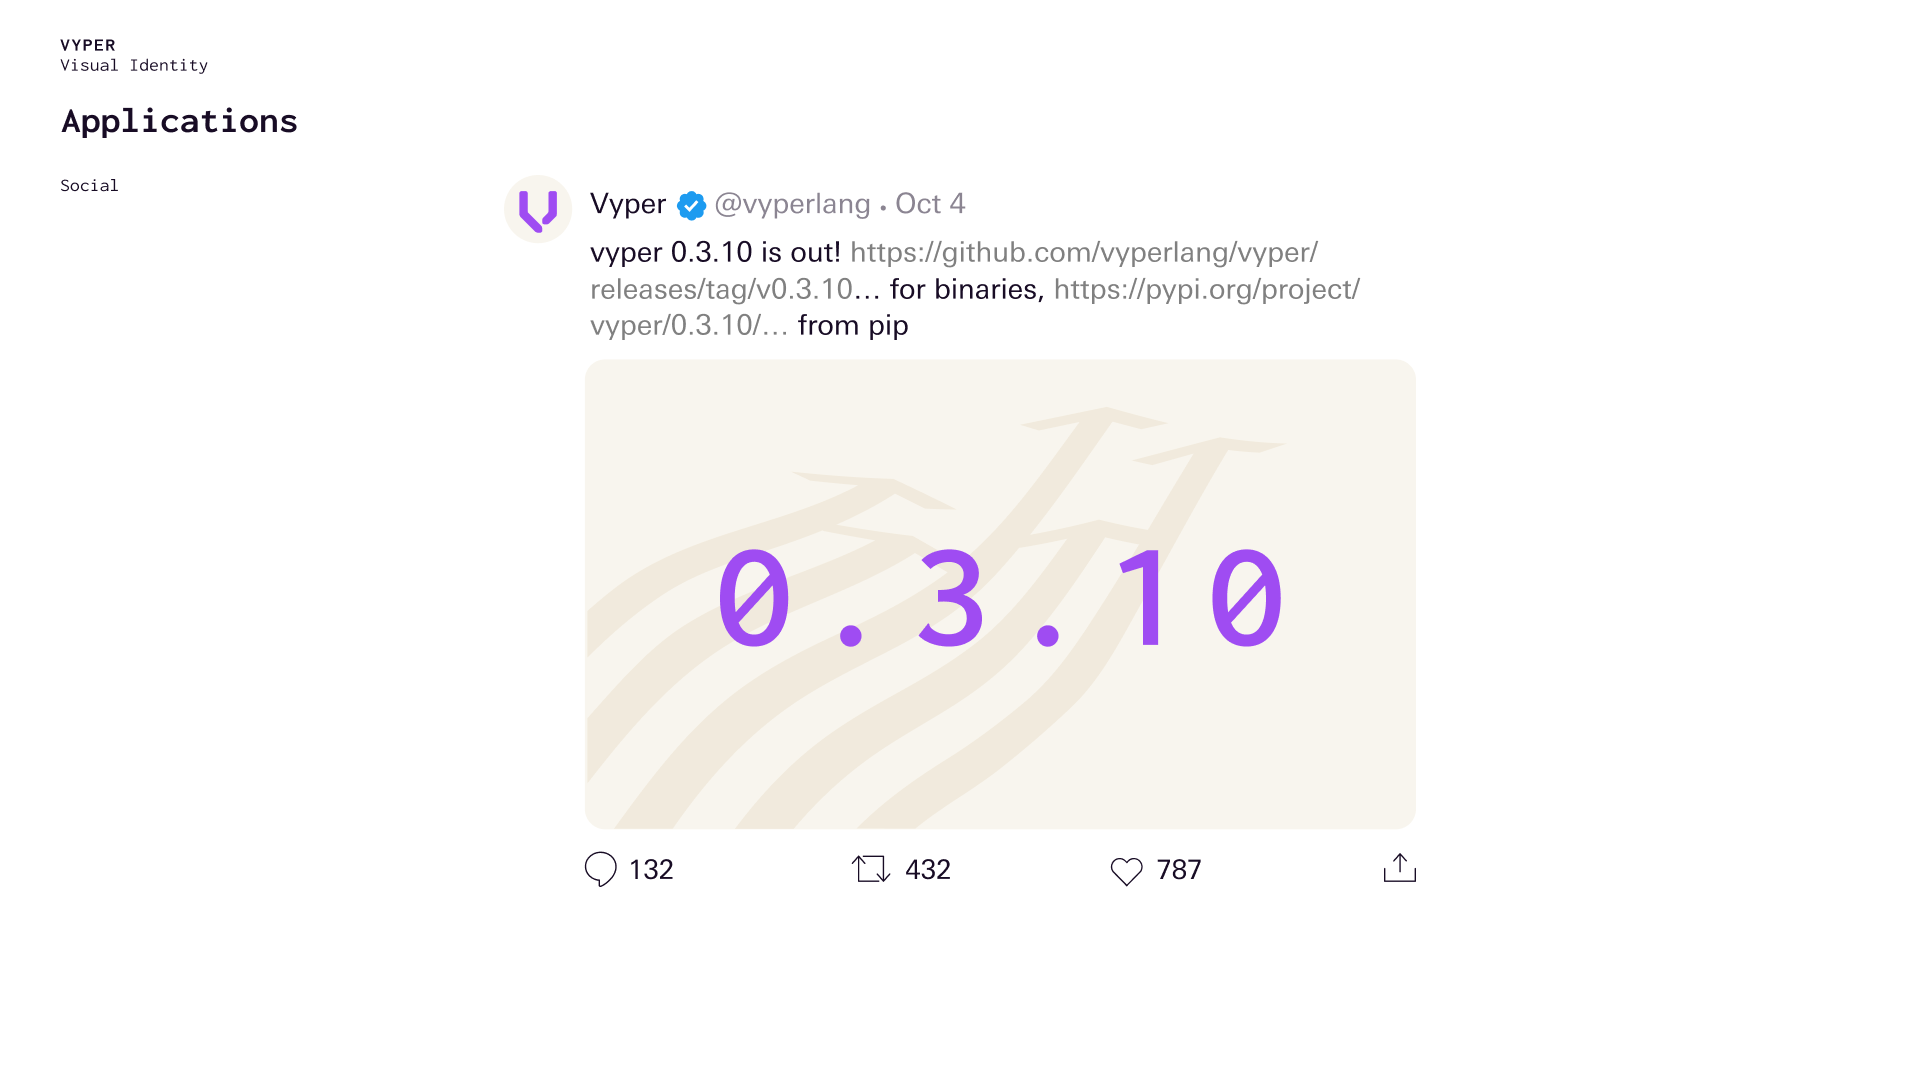 VYPER
Visual Identity
Applications
Social
Vyper @vyperlang • Oct 4
vyper 0.3.10 is out! https://github.com/vyperlang/vyper/
releases/tag/v0.3.10… for binaries, https://pypi.org/project/
vyper/0.3.10/… from pip
0.3.10
132 432 787